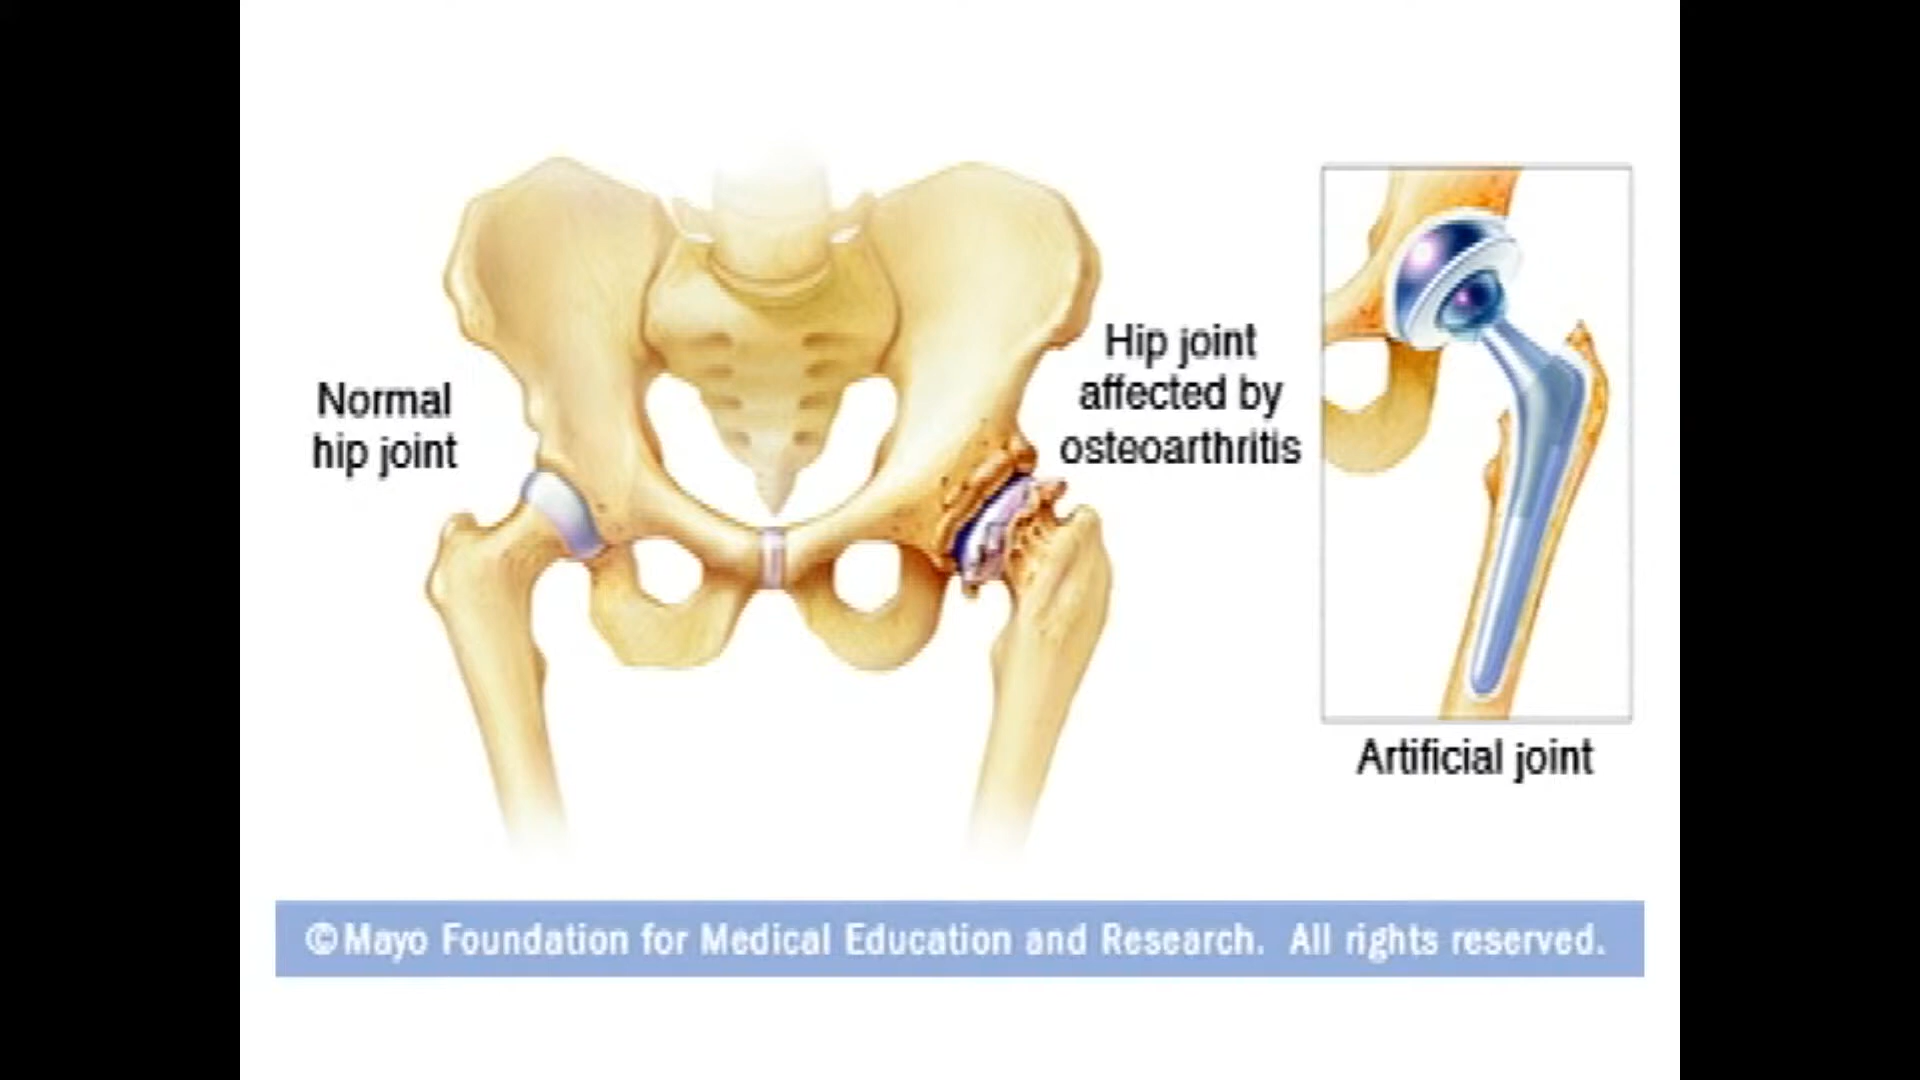 Normal
hip joint
Hip joint
affected by
osteoarthritis
Artificial joint
©Mayo Foundation for Medical Education and Research. All rights reserved.